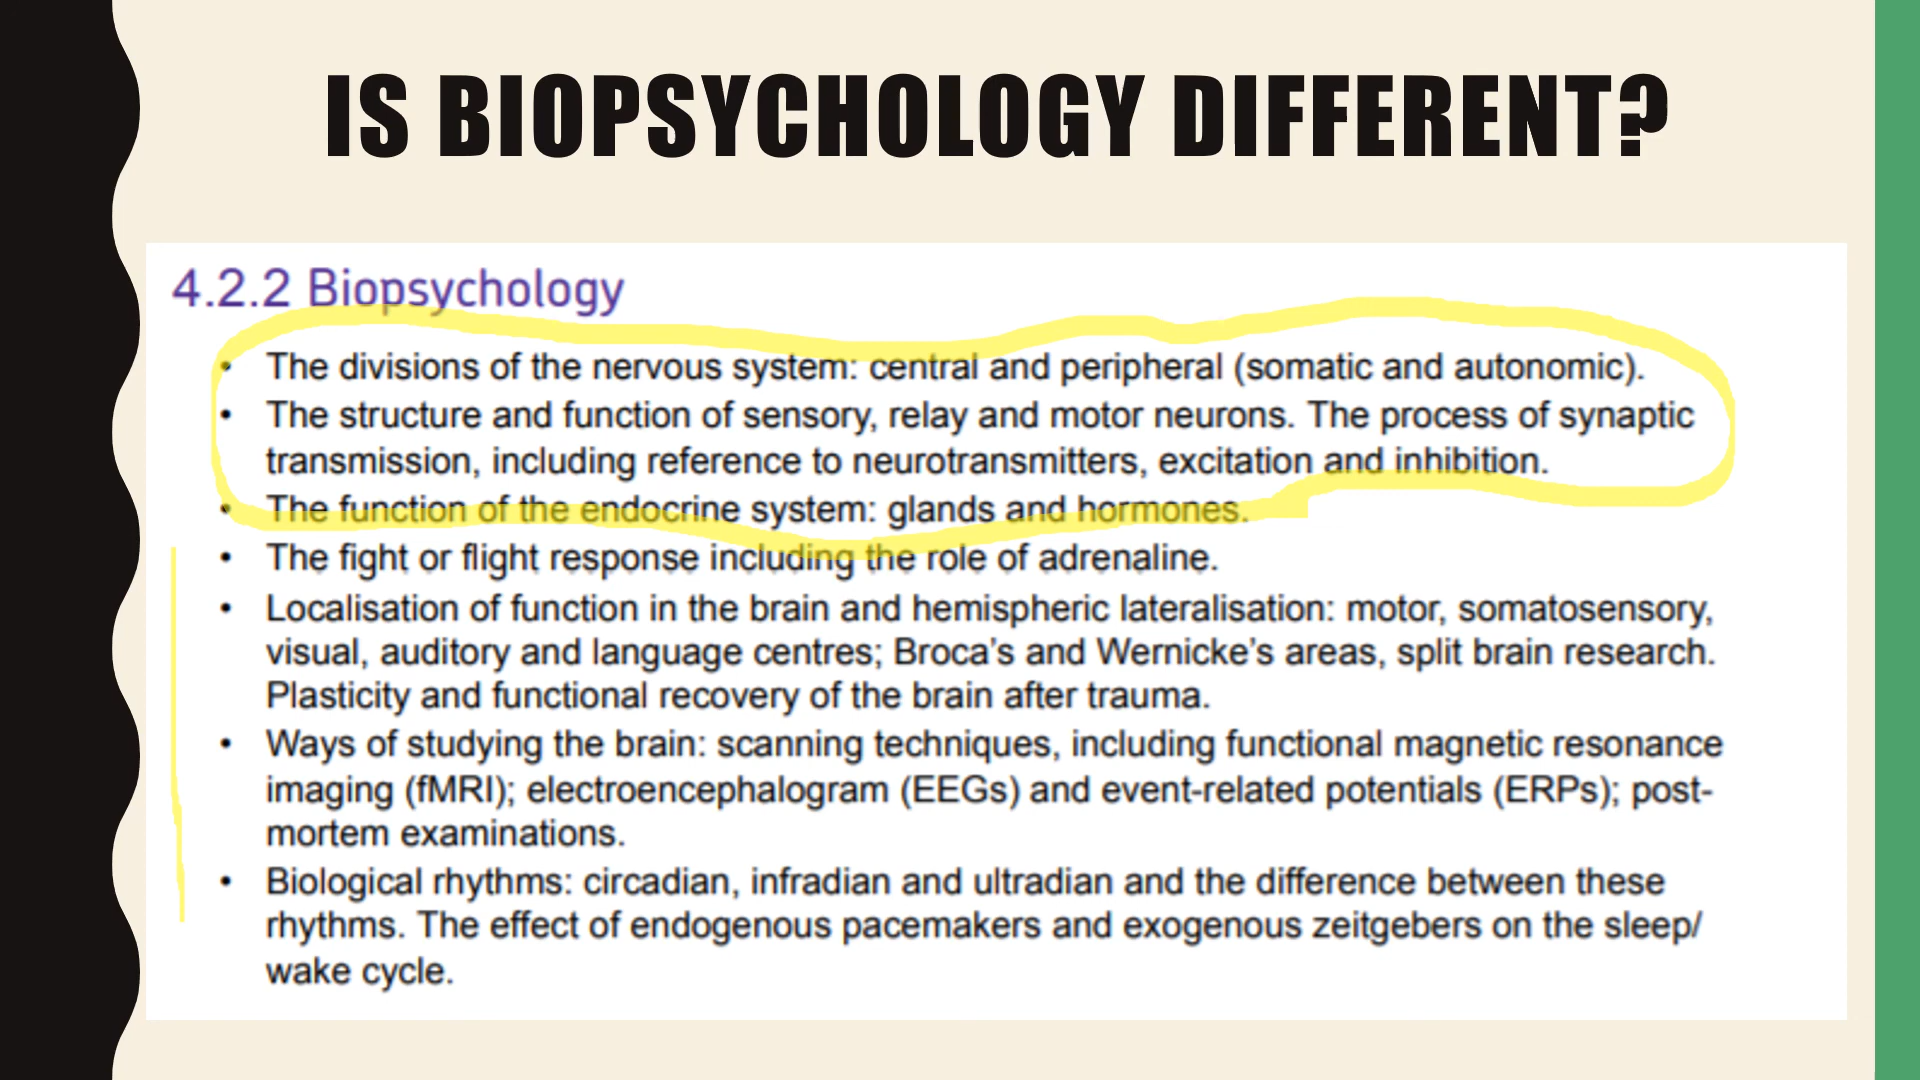 IS BIOPSYCHOLOGY DIFFERENT?
4.2.2 Biopsychology
• The divisions of the nervous system: central and peripheral (somatic and autonomic).
• The structure and function of sensory, relay and motor neurons. The process of synaptic
transmission, including reference to neurotransmitters, excitation and inhibition.
• The function of the endocrine system: glands and hormones.
• The fight or flight response including the role of adrenaline.
• Localisation of function in the brain and hemispheric lateralisation: motor, somatosensory,
visual, auditory and language centres; Broca's and Wernicke's areas, split brain research.
Plasticity and functional recovery of the brain after trauma.
• Ways of studying the brain: scanning techniques, including functional magnetic resonance
imaging (fMRI); electroencephalogram (EEGs) and event-related potentials (ERPs); post-
mortem examinations.
• Biological rhythms: circadian, infradian and ultradian and the difference between these
rhythms. The effect of endogenous pacemakers and exogenous zeitgebers on the sleep/
wake cycle.